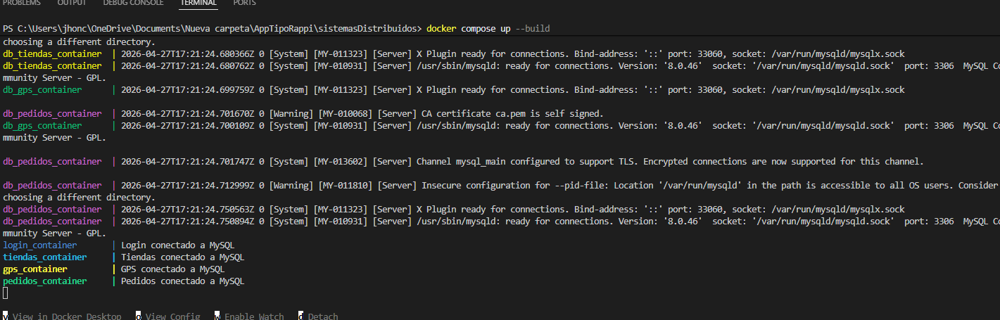 PROBLEMS OUTPUT DEBUG CONSOLE TERMINAL PORTS
PS C:\Users\jhonc\OneDrive\Documents\Nueva carpeta\AppTipoRappi\sistemasDistribuidos> docker compose up --build
choosing a different directory.
db_tiendas_container | 2026-04-27T17:21:24.680366Z 0 [System] [MY-011323] [Server] X Plugin ready for connections. Bind-address: '::' port: 33060, socket: /var/run/mysqld/mysqlx.sock
db_tiendas_container | 2026-04-27T17:21:24.680762Z 0 [System] [MY-010931] [Server] /usr/sbin/mysqld: ready for connections. Version: '8.0.46' socket: '/var/run/mysqld/mysqld.sock' port: 3306 MySQL Co
mmunity Server - GPL.
db_gps_container | 2026-04-27T17:21:24.699759Z 0 [System] [MY-011323] [Server] X Plugin ready for connections. Bind-address: '::' port: 33060, socket: /var/run/mysqld/mysqlx.sock
db_pedidos_container | 2026-04-27T17:21:24.701670Z 0 [Warning] [MY-010068] [Server] CA certificate ca.pem is self signed.
db_gps_container | 2026-04-27T17:21:24.700109Z 0 [System] [MY-010931] [Server] /usr/sbin/mysqld: ready for connections. Version: '8.0.46' socket: '/var/run/mysqld/mysqld.sock' port: 3306 MySQL Co
mmunity Server - GPL.
db_pedidos_container | 2026-04-27T17:21:24.701747Z 0 [System] [MY-013602] [Server] Channel mysql_main configured to support TLS. Encrypted connections are now supported for this channel.
db_pedidos_container | 2026-04-27T17:21:24.712999Z 0 [Warning] [MY-011810] [Server] Insecure configuration for --pid-file: Location '/var/run/mysqld' in the path is accessible to all OS users. Consider
choosing a different directory.
db_pedidos_container | 2026-04-27T17:21:24.750563Z 0 [System] [MY-011323] [Server] X Plugin ready for connections. Bind-address: '::' port: 33060, socket: /var/run/mysqld/mysqlx.sock
db_pedidos_container | 2026-04-27T17:21:24.750894Z 0 [System] [MY-010931] [Server] /usr/sbin/mysqld: ready for connections. Version: '8.0.46' socket: '/var/run/mysqld/mysqld.sock' port: 3306 MySQL Co
mmunity Server - GPL.
login_container | Login conectado a MySQL
tiendas_container | Tiendas conectado a MySQL
gps_container | GPS conectado a MySQL
pedidos_container | Pedidos conectado a MySQL
v View in Docker Desktop o View Config w Enable Watch d Detach